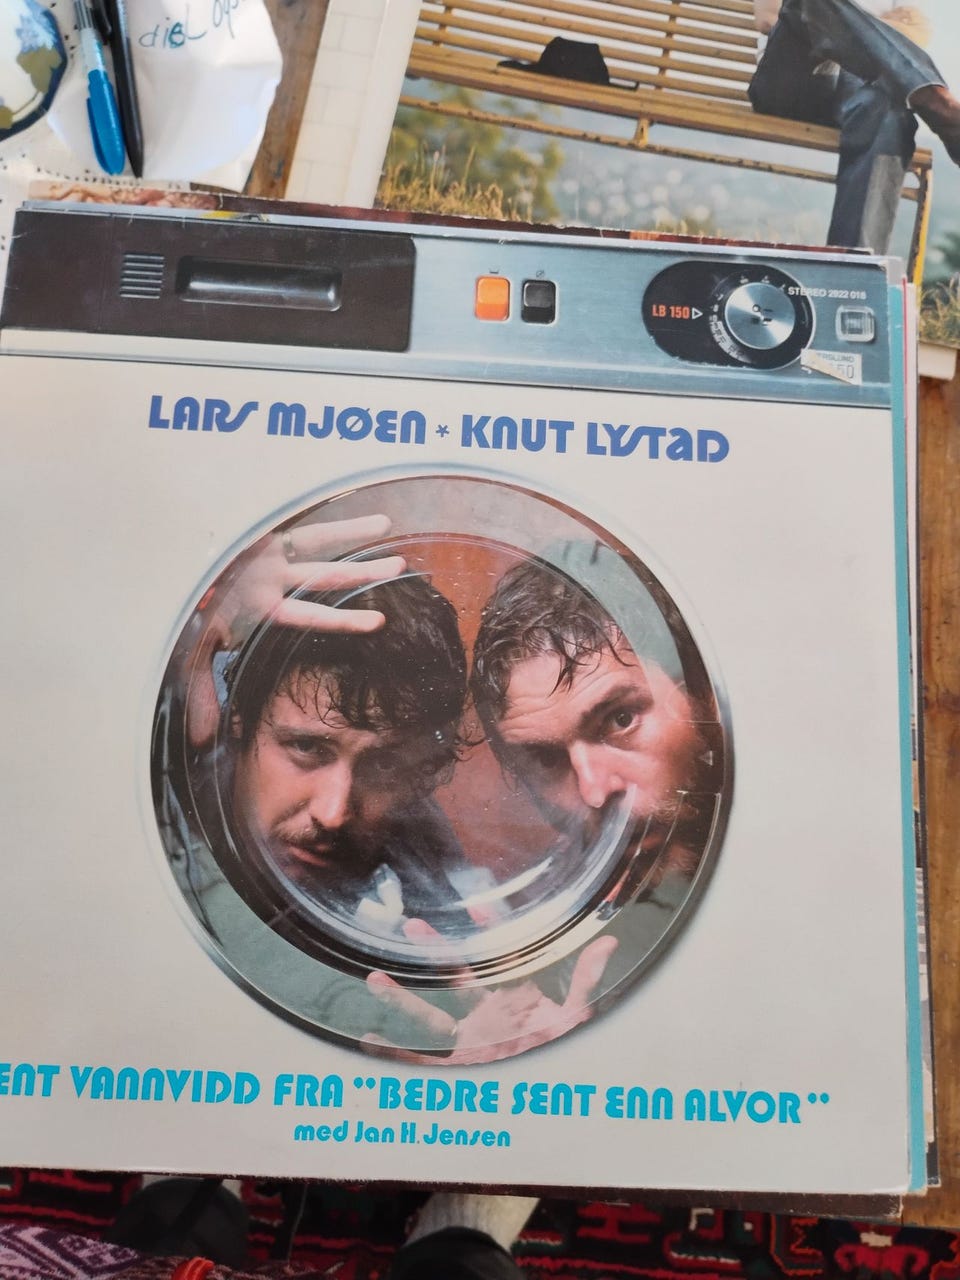 STEREO 2922 018
LB 150
50
LARS MJØEN * KNUT LYSTAD
ENT VANNVIDD FRA "BEDRE SENT ENN ALVOR"
med Jan H. Jensen